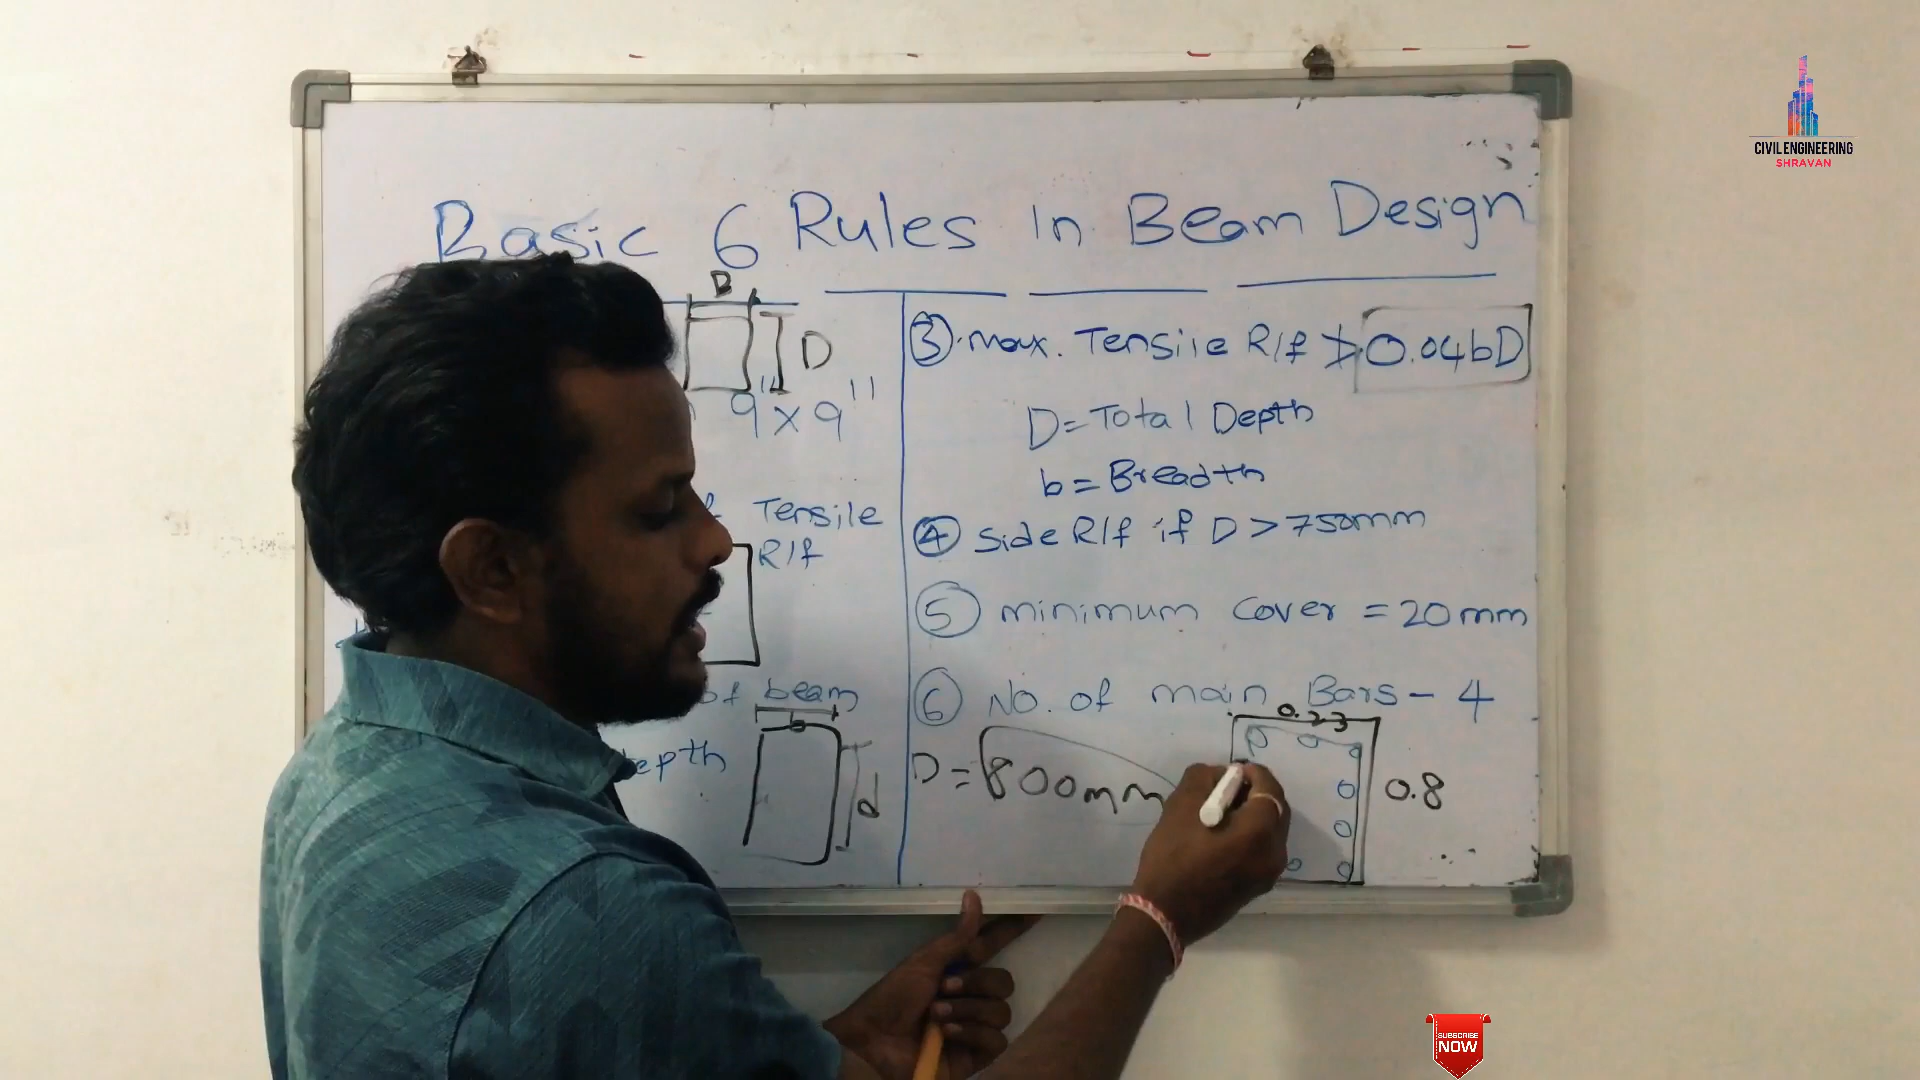 Basic 6 Rules In Beam Design
B
D
9" x 9"
Tensile
R/f
of beam
depth
d
③ max. Tensile R/f ≯ 0.04bD
D = Total Depth
b = Breadth
④ Side R/f if D > 750mm
⑤ minimum Cover = 20mm
⑥ No. of main Bars - 4
D = 800mm
0.23
0.8
CIVIL ENGINEERING
SHRAVAN
SUBSCRIBE
NOW